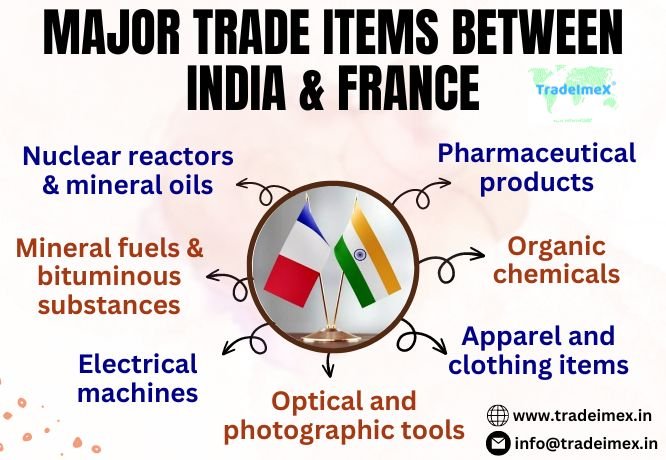 MAJOR TRADE ITEMS BETWEEN
INDIA & FRANCE
TradeImeX
Nuclear reactors
& mineral oils
Pharmaceutical
products
Mineral fuels &
bituminous
substances
Organic
chemicals
Electrical
machines
Apparel and
clothing items
Optical and
photographic tools
www.tradeimex.in
info@tradeimex.in